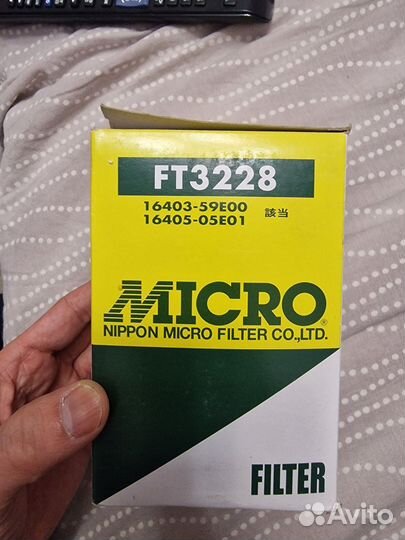 FT3228
16403-59E00
16405-05E01 該当
MICRO®
NIPPON MICRO FILTER CO.,LTD.
FILTER
Avito